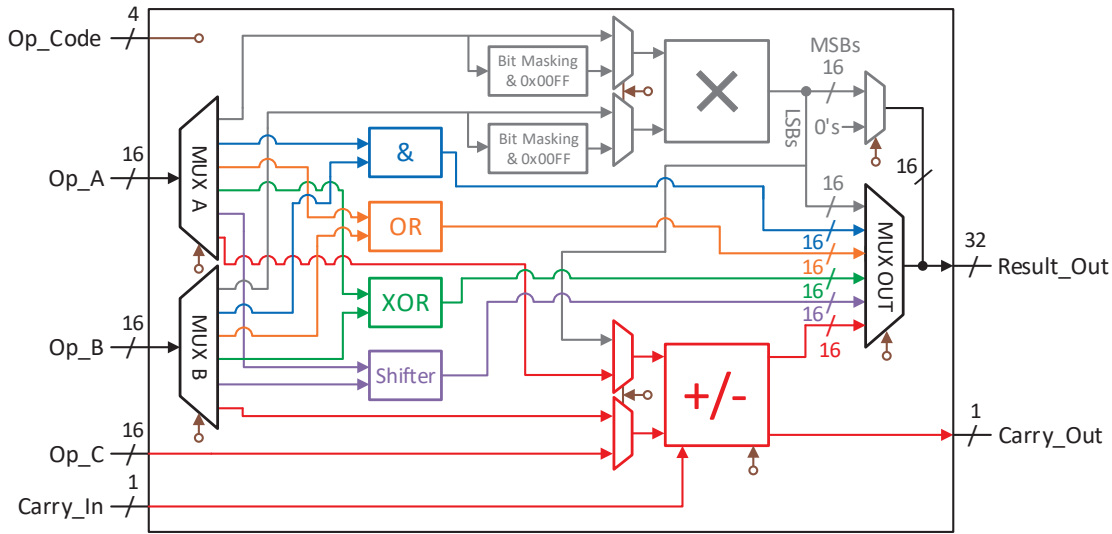 4
Op_Code
Bit Masking
& 0x00FF
MSBs
16
LSBs
0's
Bit Masking
& 0x00FF
16
Op_A
MUX A
&
16
16
OR
16
16
MUX OUT
32
Result_Out
16
Op_B
MUX B
XOR
16
16
16
Shifter
16
+/-
16
Op_C
1
Carry_Out
1
Carry_In